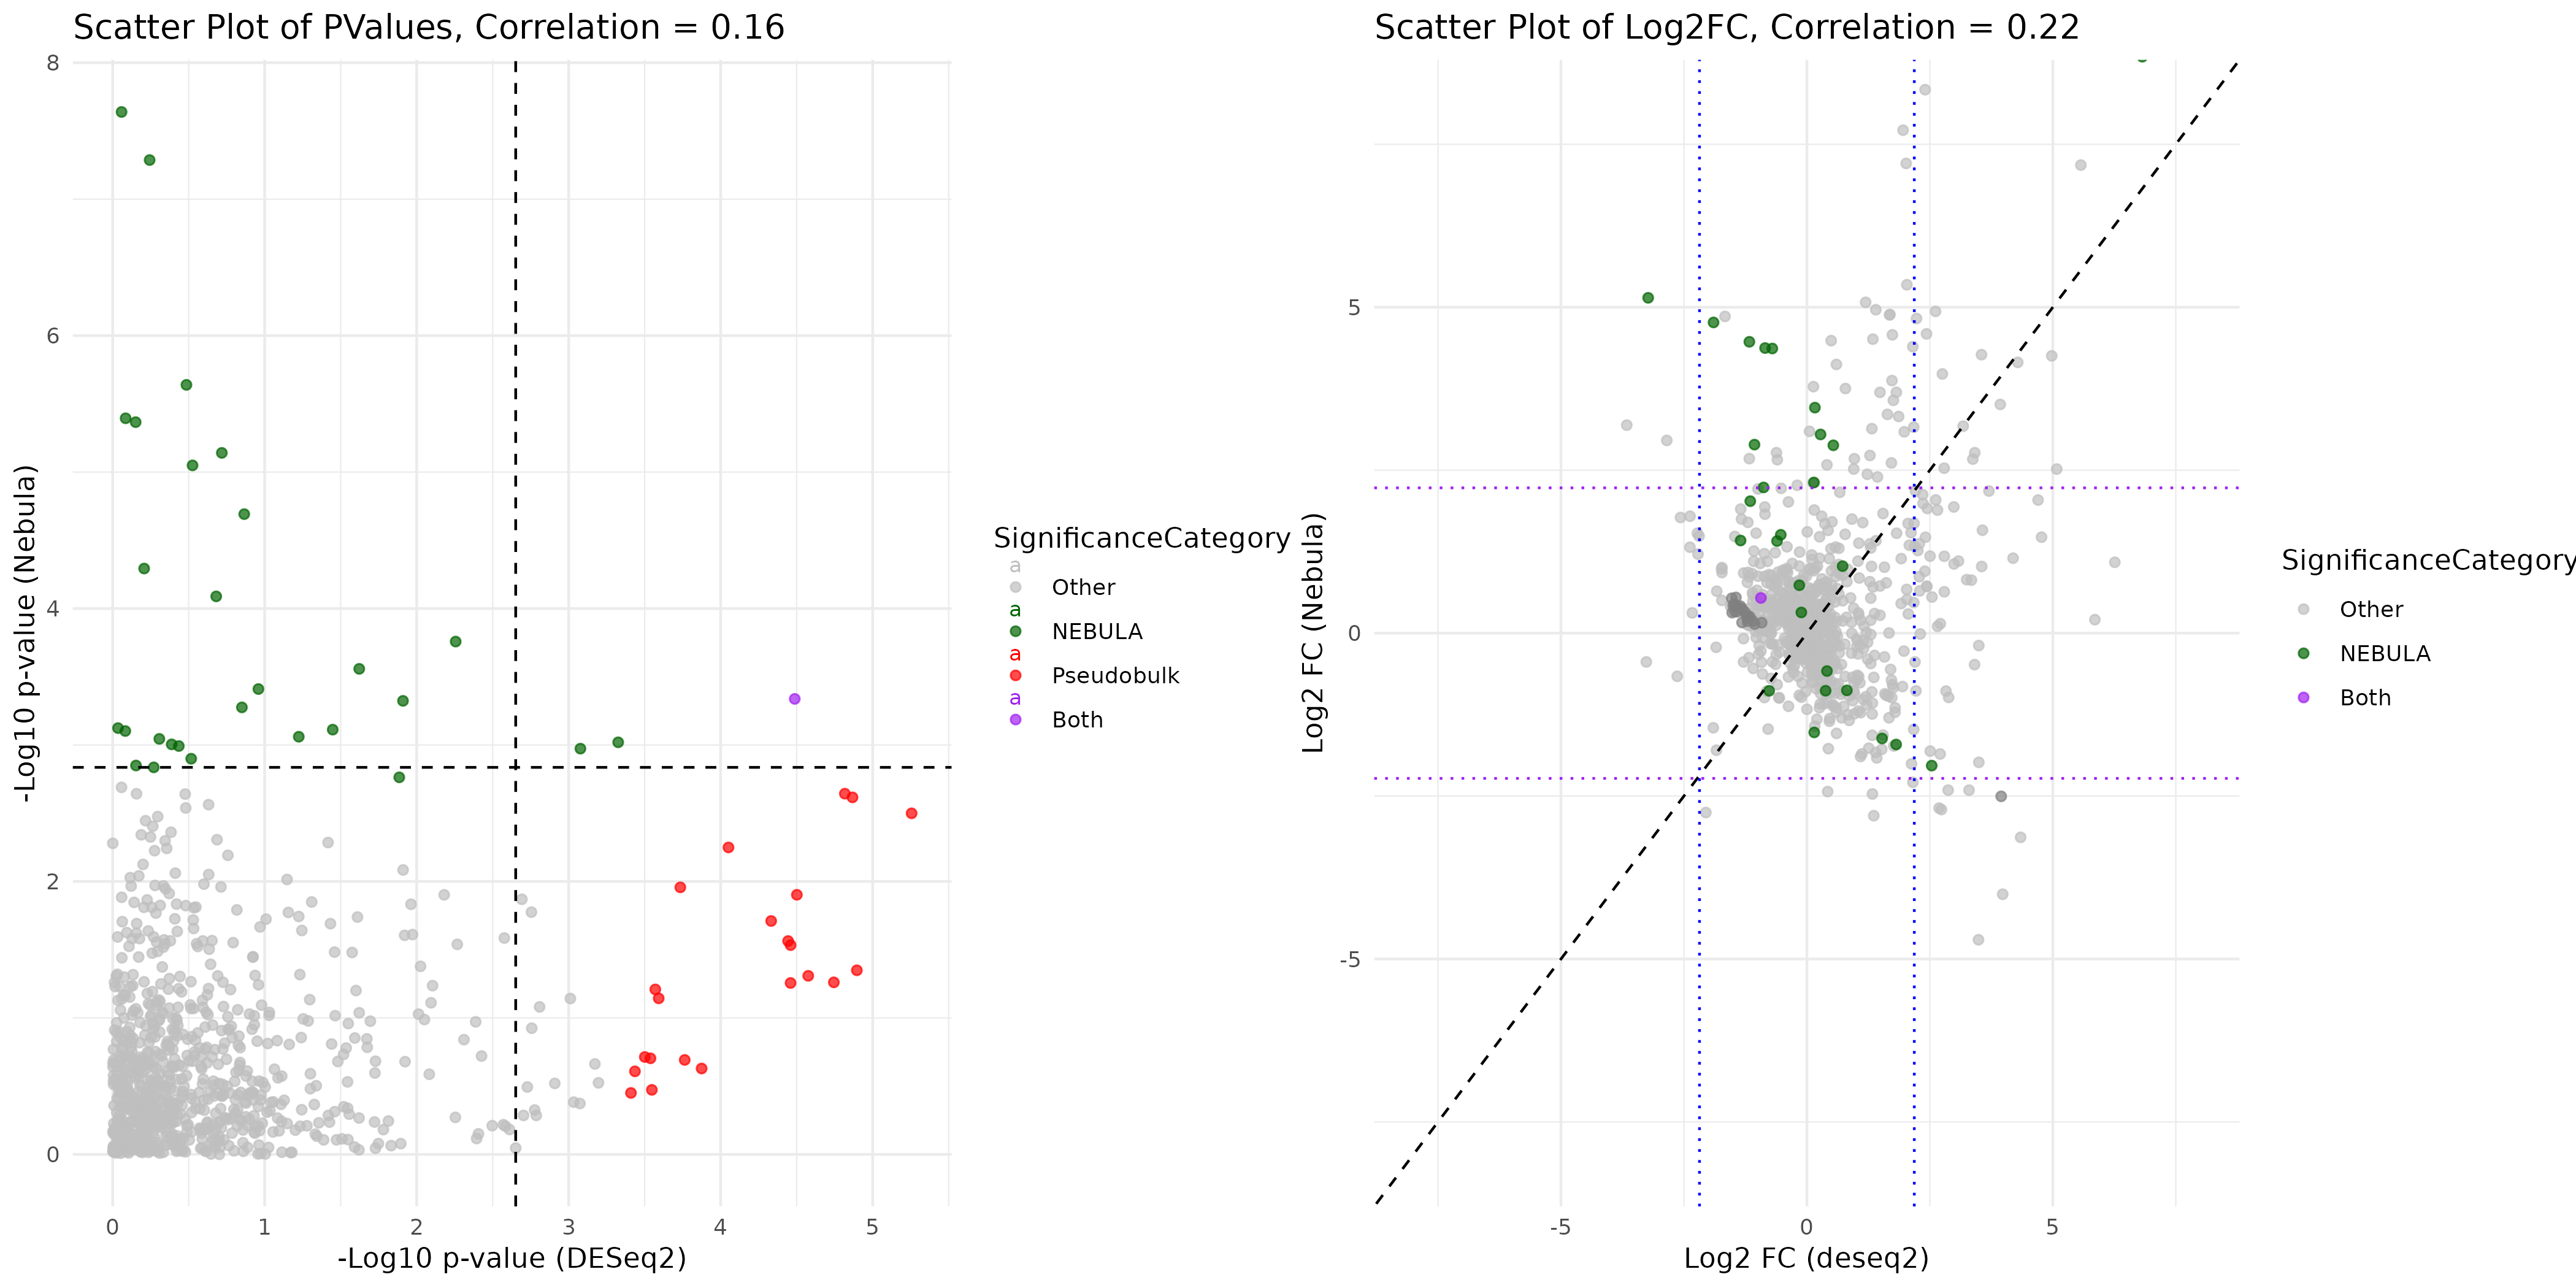 Scatter Plot of PValues, Correlation = 0.16
8
6
4
2
0
-Log10 p-value (Nebula)
0 1 2 3 4 5
-Log10 p-value (DESeq2)
SignificanceCategory
a
Other
a
NEBULA
a
Pseudobulk
a
Both
Scatter Plot of Log2FC, Correlation = 0.22
5
0
-5
Log2 FC (Nebula)
-5 0 5
Log2 FC (deseq2)
SignificanceCategory
Other
NEBULA
Both